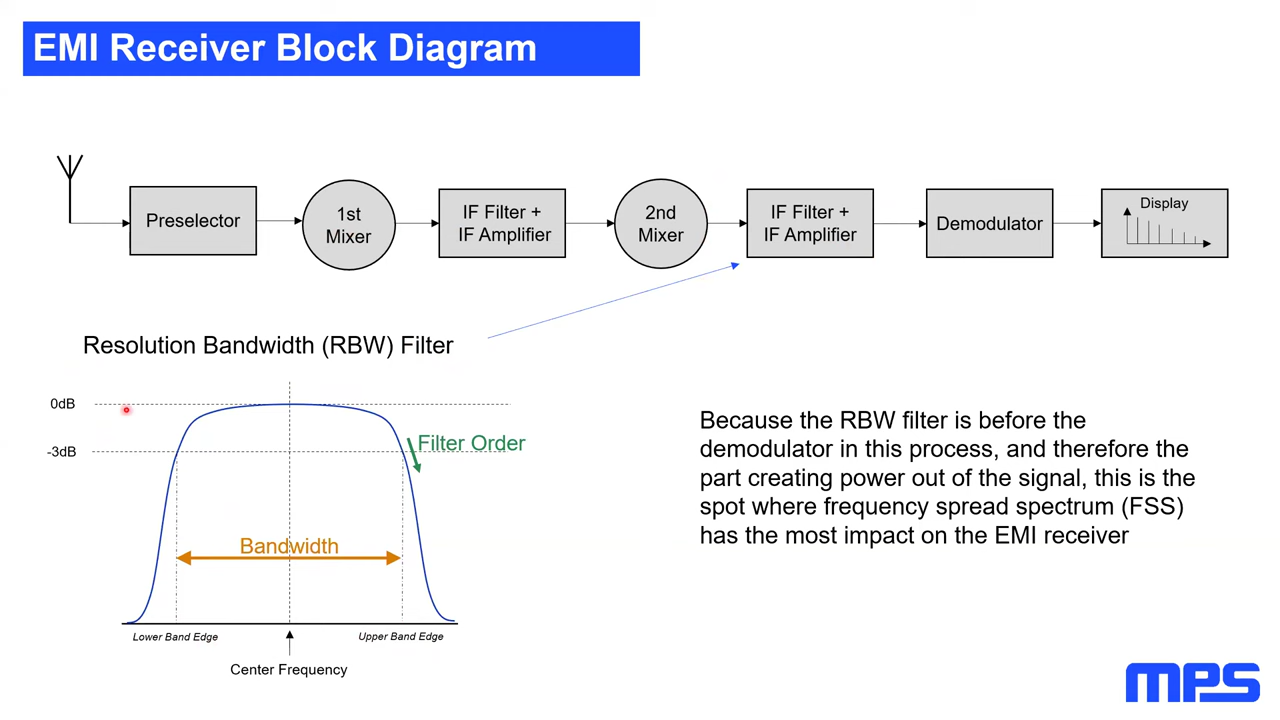 EMI Receiver Block Diagram
Preselector
1st
Mixer
IF Filter +
IF Amplifier
2nd
Mixer
IF Filter +
IF Amplifier
Demodulator
Display
Resolution Bandwidth (RBW) Filter
0dB
-3dB
Filter Order
Bandwidth
Lower Band Edge
Upper Band Edge
Center Frequency
Because the RBW filter is before the
demodulator in this process, and therefore the
part creating power out of the signal, this is the
spot where frequency spread spectrum (FSS)
has the most impact on the EMI receiver
mps